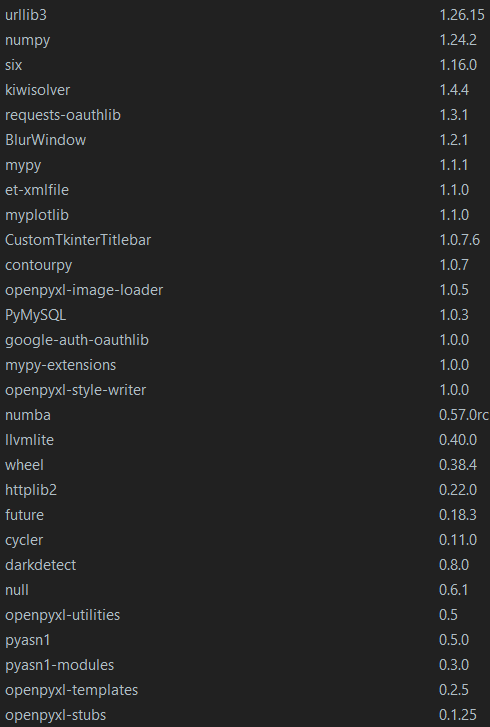 urllib3 1.26.15
numpy 1.24.2
six 1.16.0
kiwisolver 1.4.4
requests-oauthlib 1.3.1
BlurWindow 1.2.1
mypy 1.1.1
et-xmlfile 1.1.0
myplotlib 1.1.0
CustomTkinterTitlebar 1.0.7.6
contourpy 1.0.7
openpyxl-image-loader 1.0.5
PyMySQL 1.0.3
google-auth-oauthlib 1.0.0
mypy-extensions 1.0.0
openpyxl-style-writer 1.0.0
numba 0.57.0rc
llvmlite 0.40.0
wheel 0.38.4
httplib2 0.22.0
future 0.18.3
cycler 0.11.0
darkdetect 0.8.0
null 0.6.1
openpyxl-utilities 0.5
pyasn1 0.5.0
pyasn1-modules 0.3.0
openpyxl-templates 0.2.5
openpyxl-stubs 0.1.25